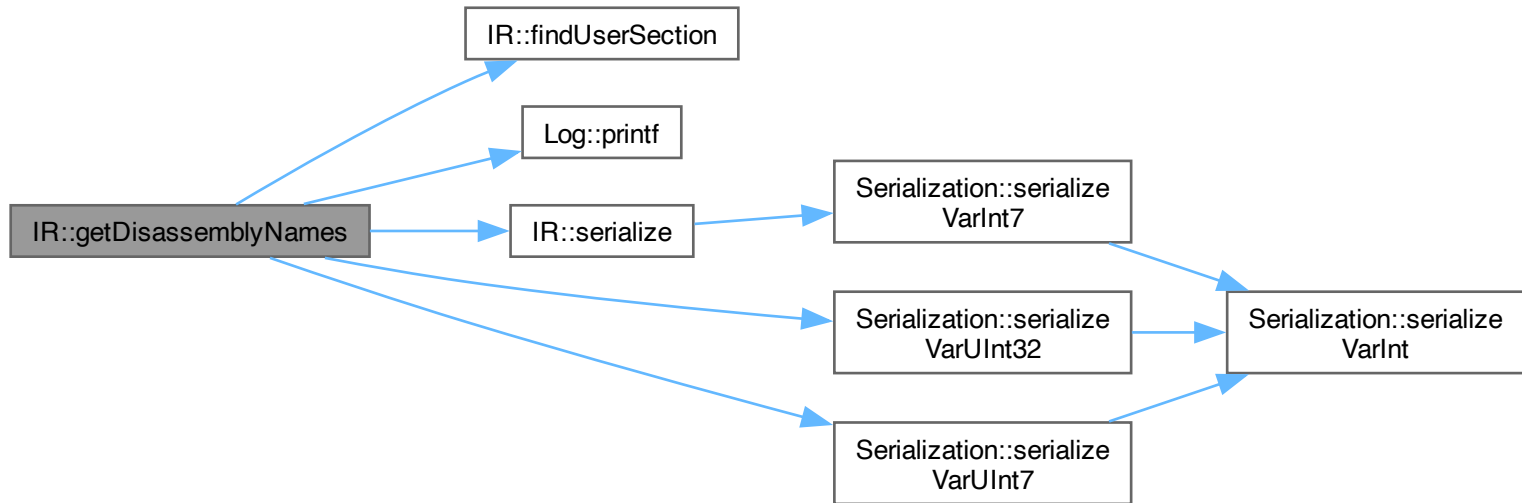 IR::findUserSection
Log::printf
IR::getDisassemblyNames
IR::serialize
Serialization::serialize
VarInt7
Serialization::serialize
VarUInt32
Serialization::serialize
VarUInt7
Serialization::serialize
VarInt